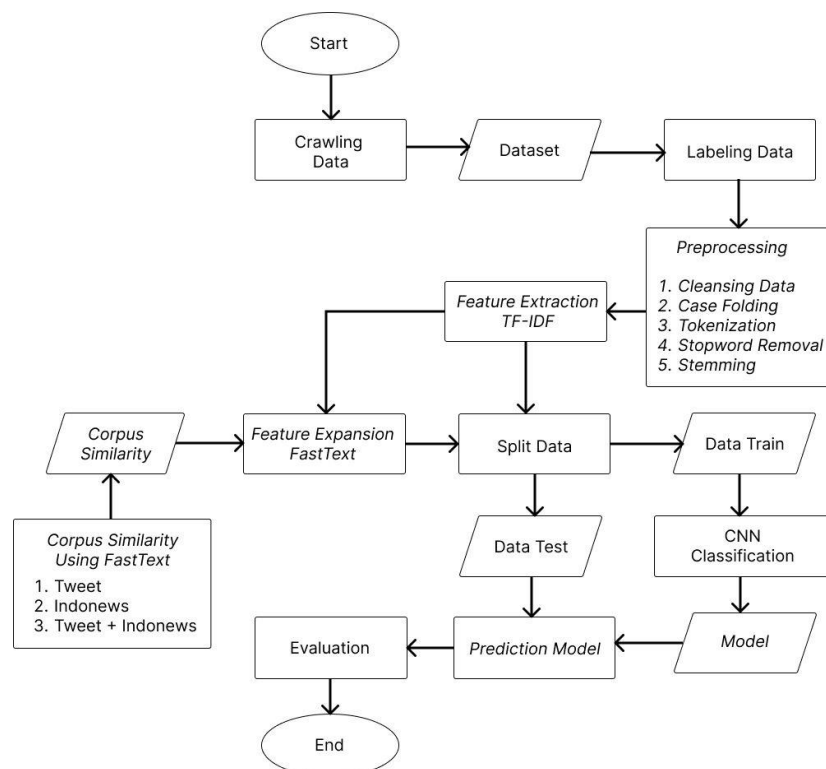 Start
Crawling
Data
Dataset
Labeling Data
Preprocessing
1. Cleansing Data
2. Case Folding
3. Tokenization
4. Stopword Removal
5. Stemming
Feature Extraction
TF-IDF
Corpus
Similarity
Feature Expansion
FastText
Split Data
Data Train
Corpus Similarity
Using FastText
1. Tweet
2. Indonews
3. Tweet + Indonews
Data Test
CNN
Classification
Evaluation
Prediction Model
Model
End